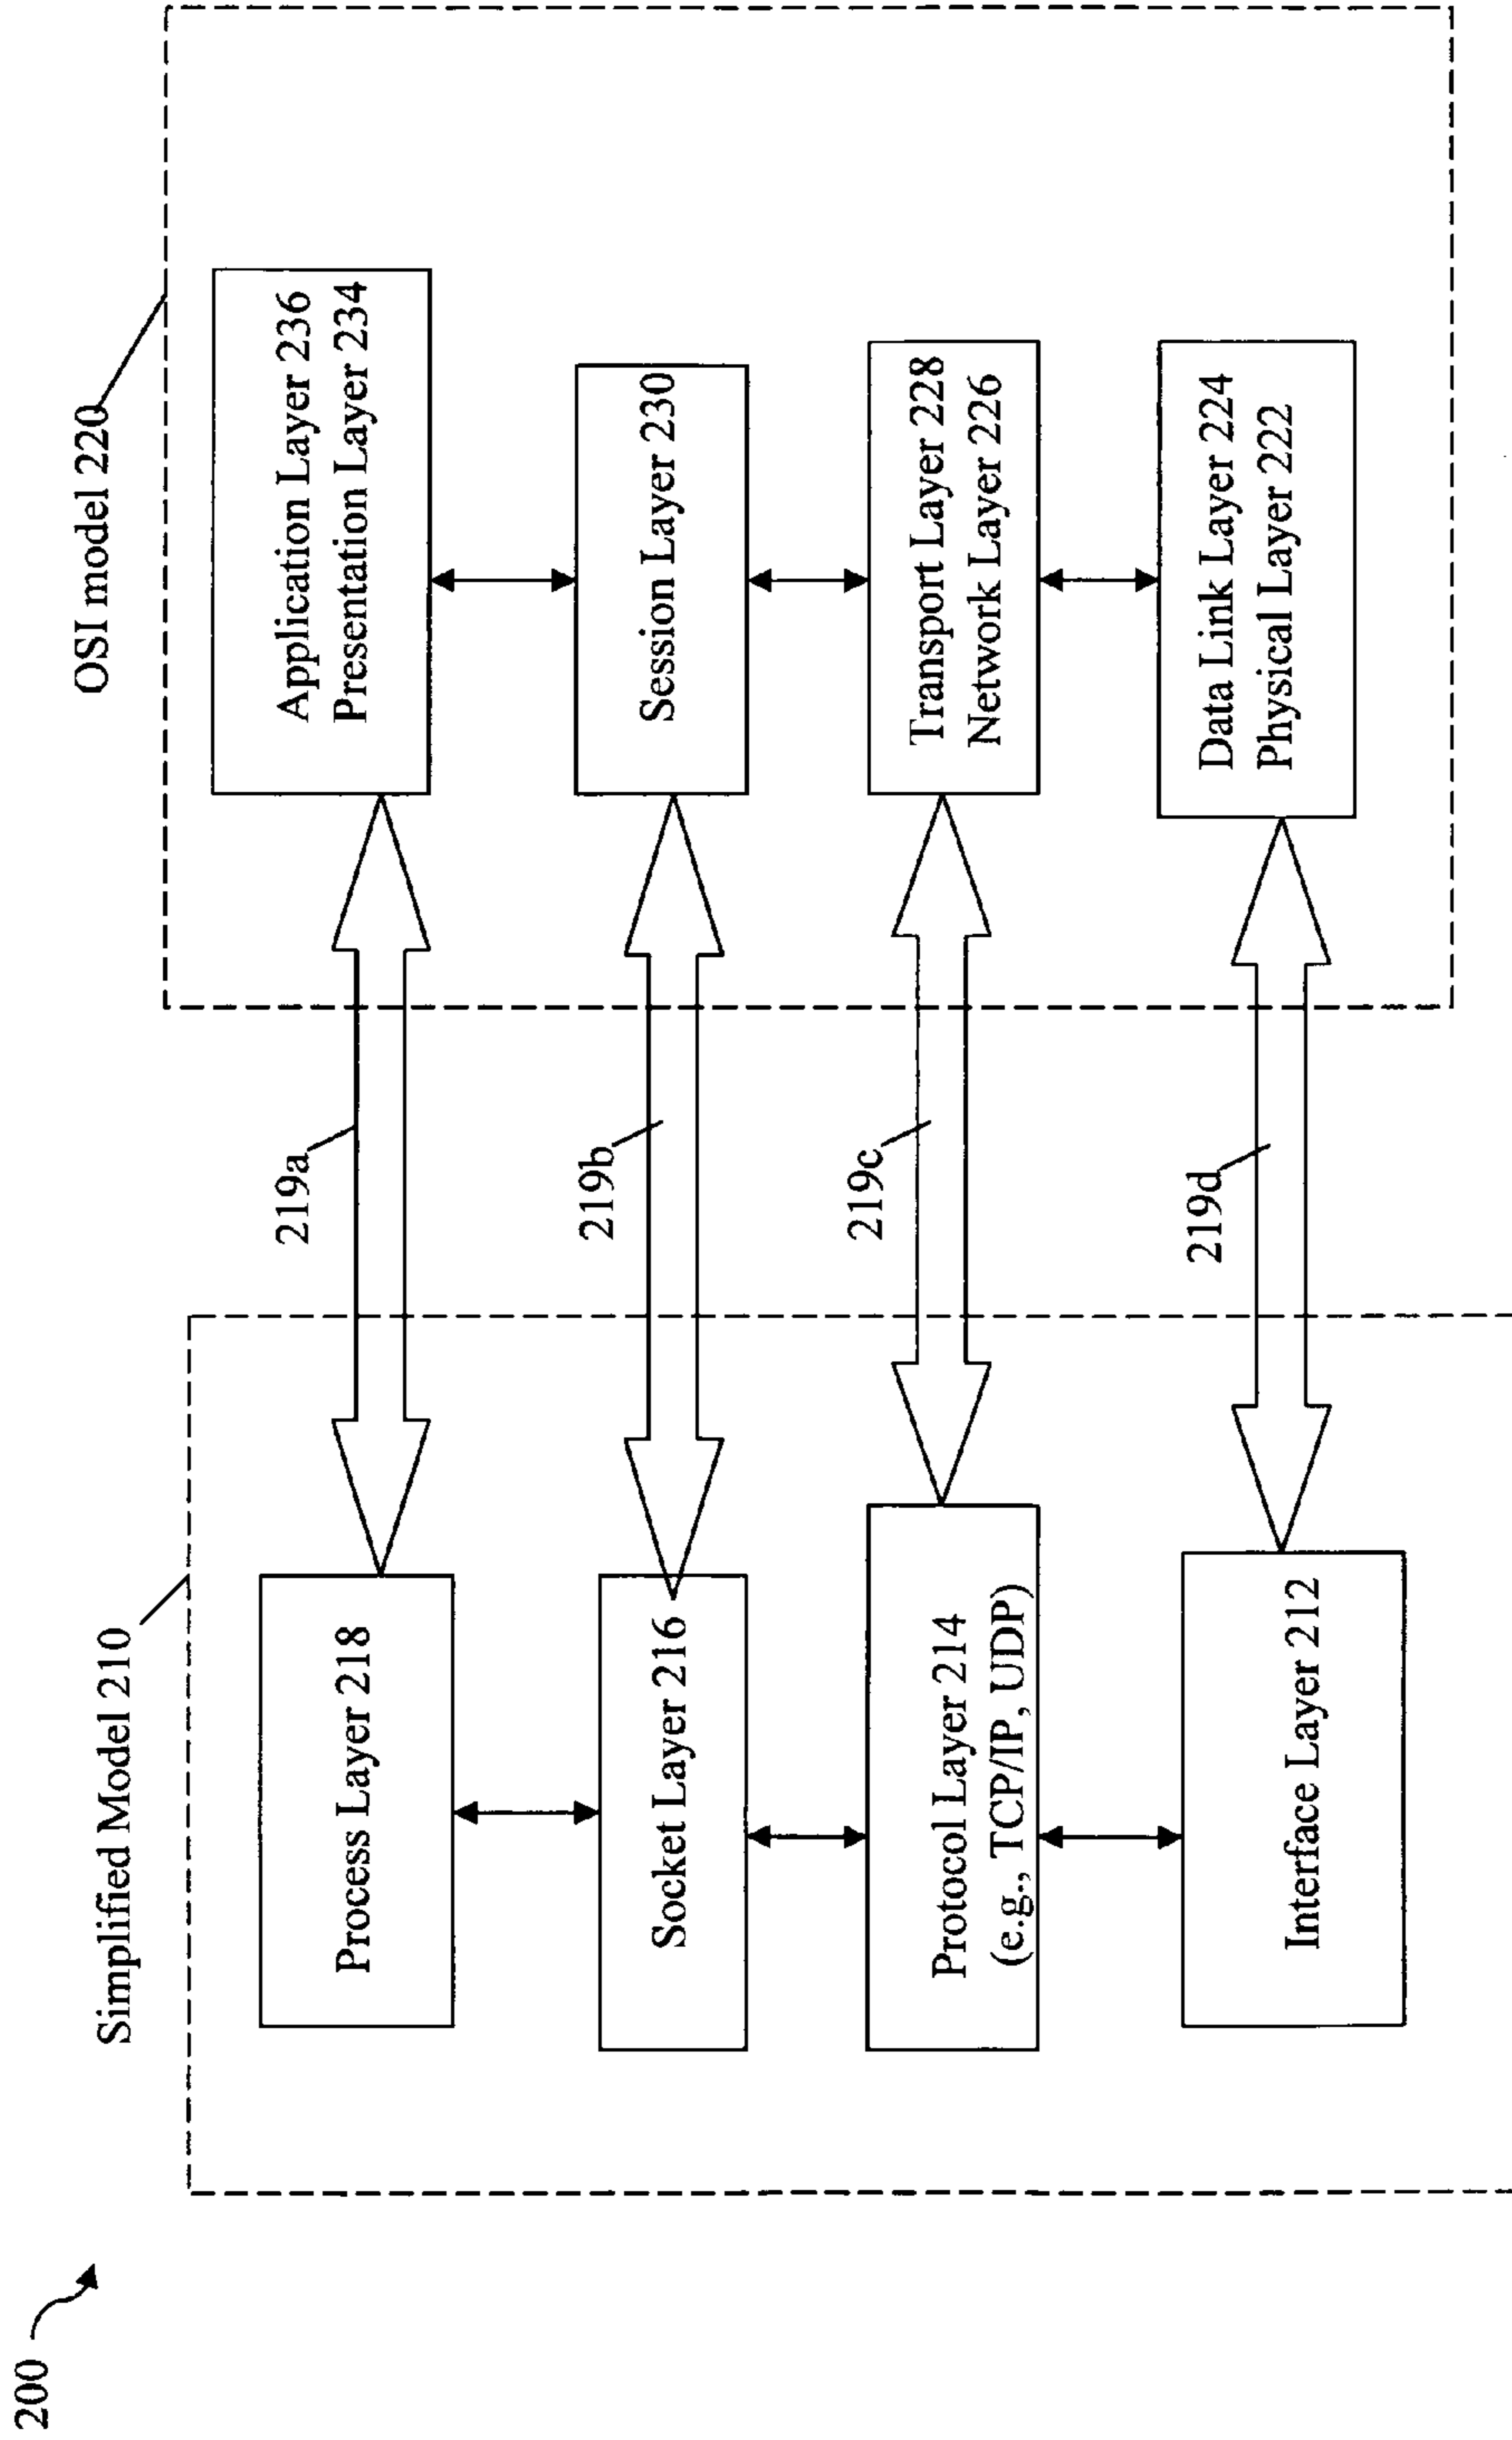 200
Simplified Model 210
OSI model 220
Process Layer 218
219a
Application Layer 236
Presentation Layer 234
Socket Layer 216
219b
Session Layer 230
Protocol Layer 214
(e.g., TCP/IP, UDP)
219c
Transport Layer 228
Network Layer 226
Interface Layer 212
219d
Data Link Layer 224
Physical Layer 222